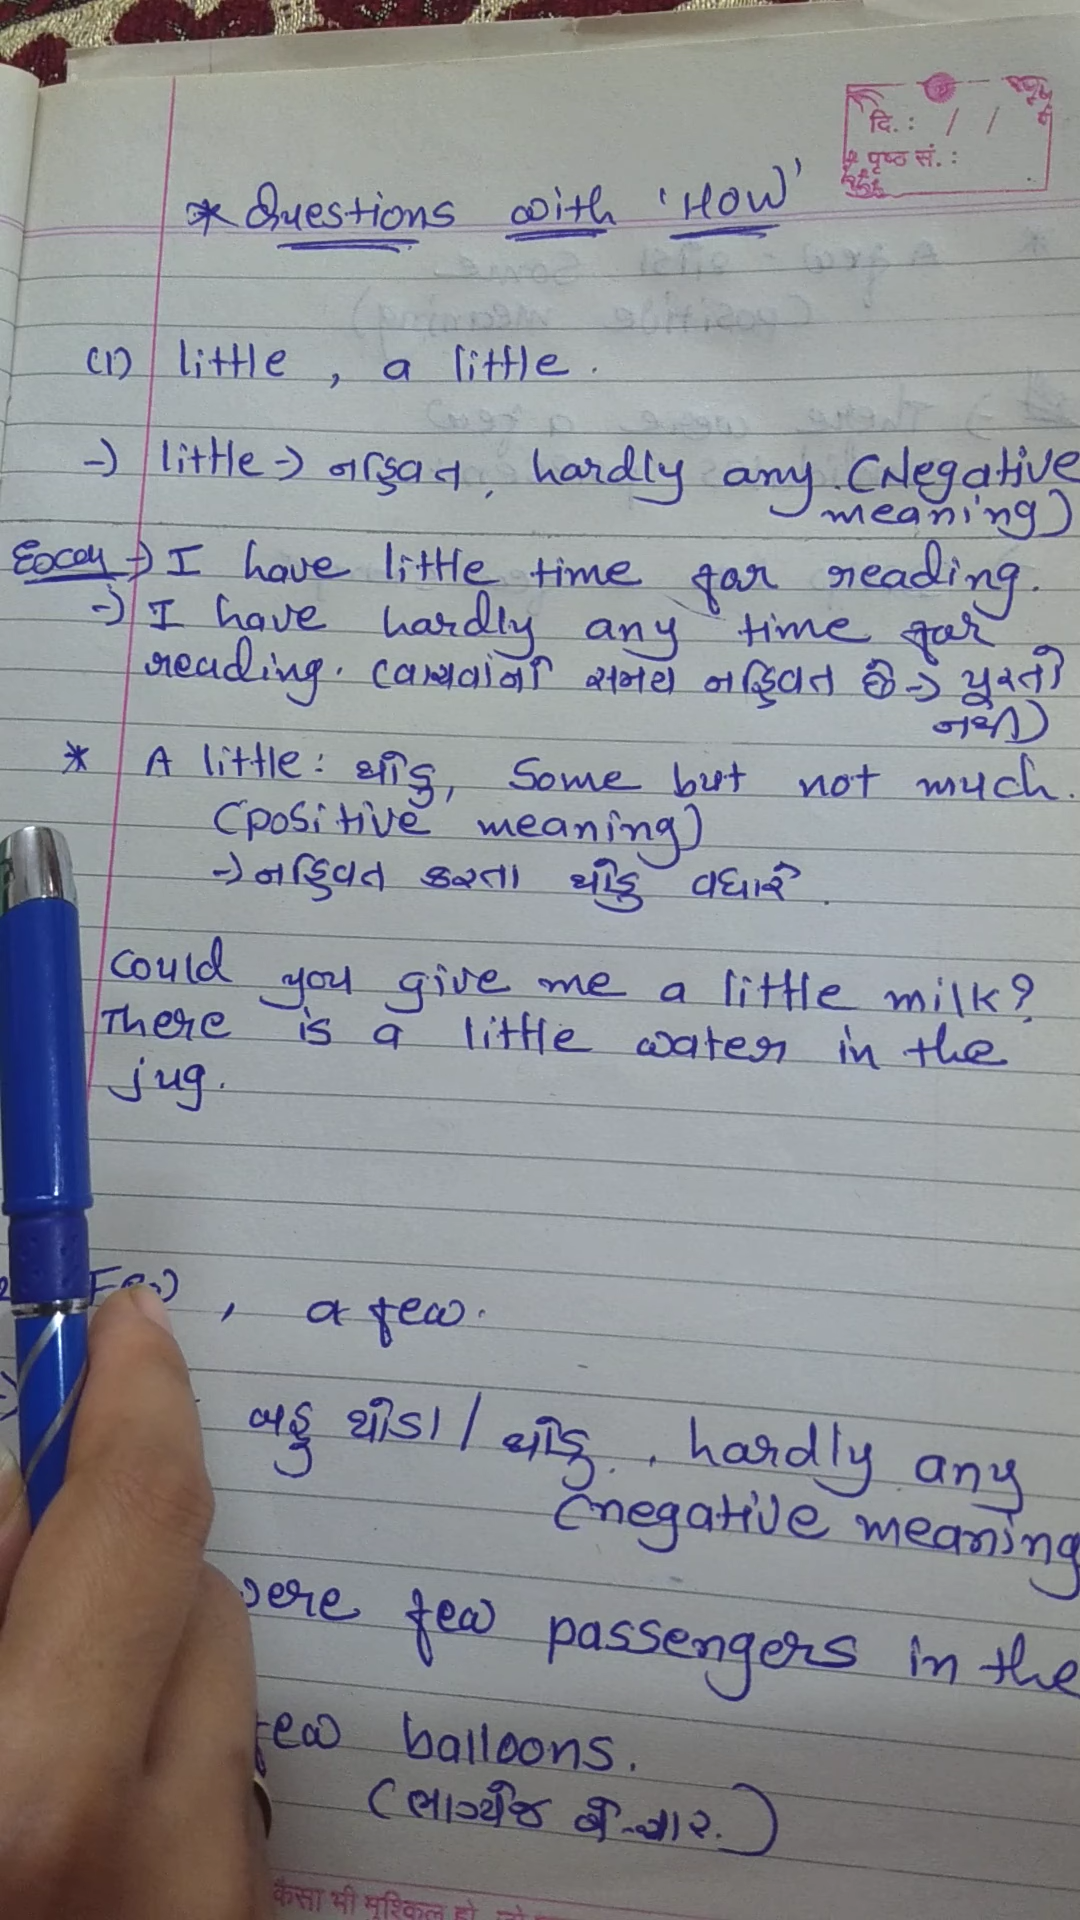 दि.: / /
पृष्ठ सं.:
* Questions with 'HOW'
(1) little, a little.
→ little → નહિવત, hardly any. (Negative
meaning)
→ I have little time for reading.
→ I have hardly any time for
reading. (વાચવાનો સમય નહિવત છે → પૂરતો
નથી)
* A little: થોડુ, Some but not much.
(positive meaning)
→ નહિવત કરતા થોડુ વધારે.
Could you give me a little milk?
There is a little water in the
jug.
Few, a few.
બહુ થોડા / થોડુ, hardly any
(negative meaning
were few passengers in the
few balloons.
(ભાગ્યેજ બે-ચાર.)
कैसा भी मुश्किल हो,